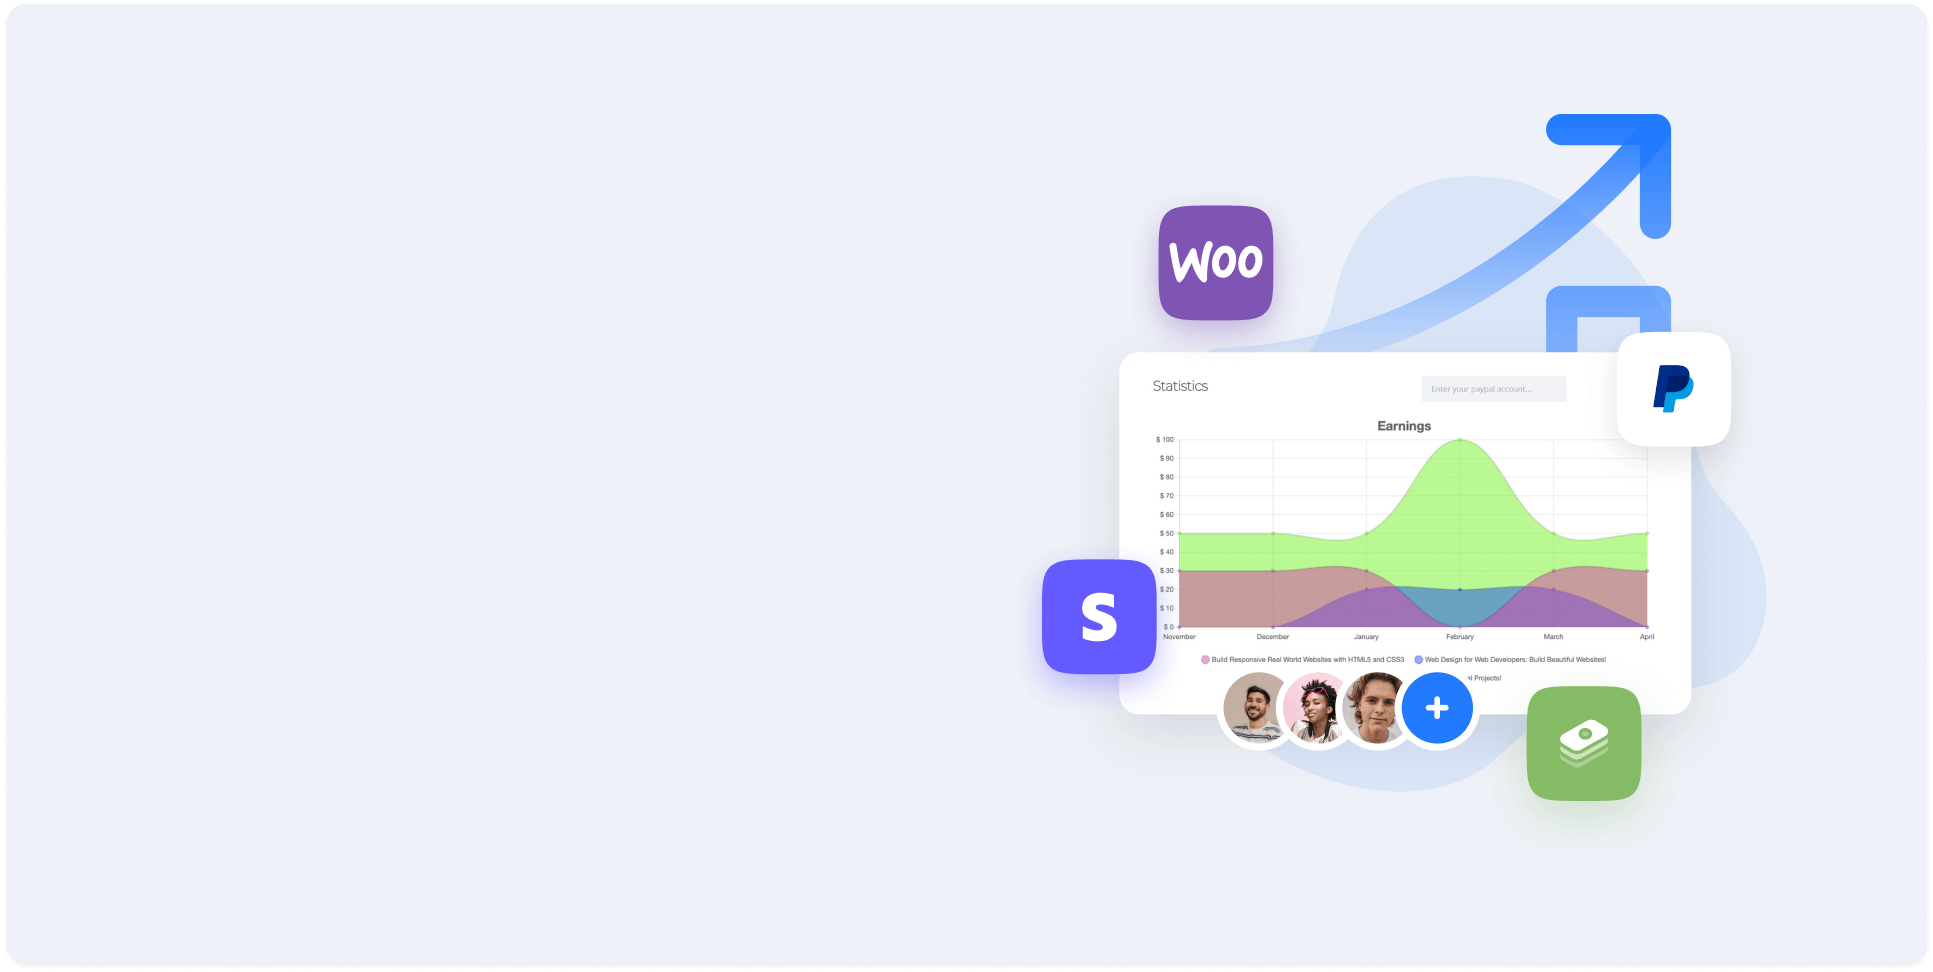 Woo
Statistics
Enter your paypal account...
Earnings
$ 100
$ 90
$ 80
$ 70
$ 60
$ 50
$ 40
$ 30
$ 20
$ 10
$ 0
November December January February March April
Build Responsive Real World Websites with HTML5 and CSS3 Web Design for Web Developers: Build Beautiful Websites!
Projects!
S